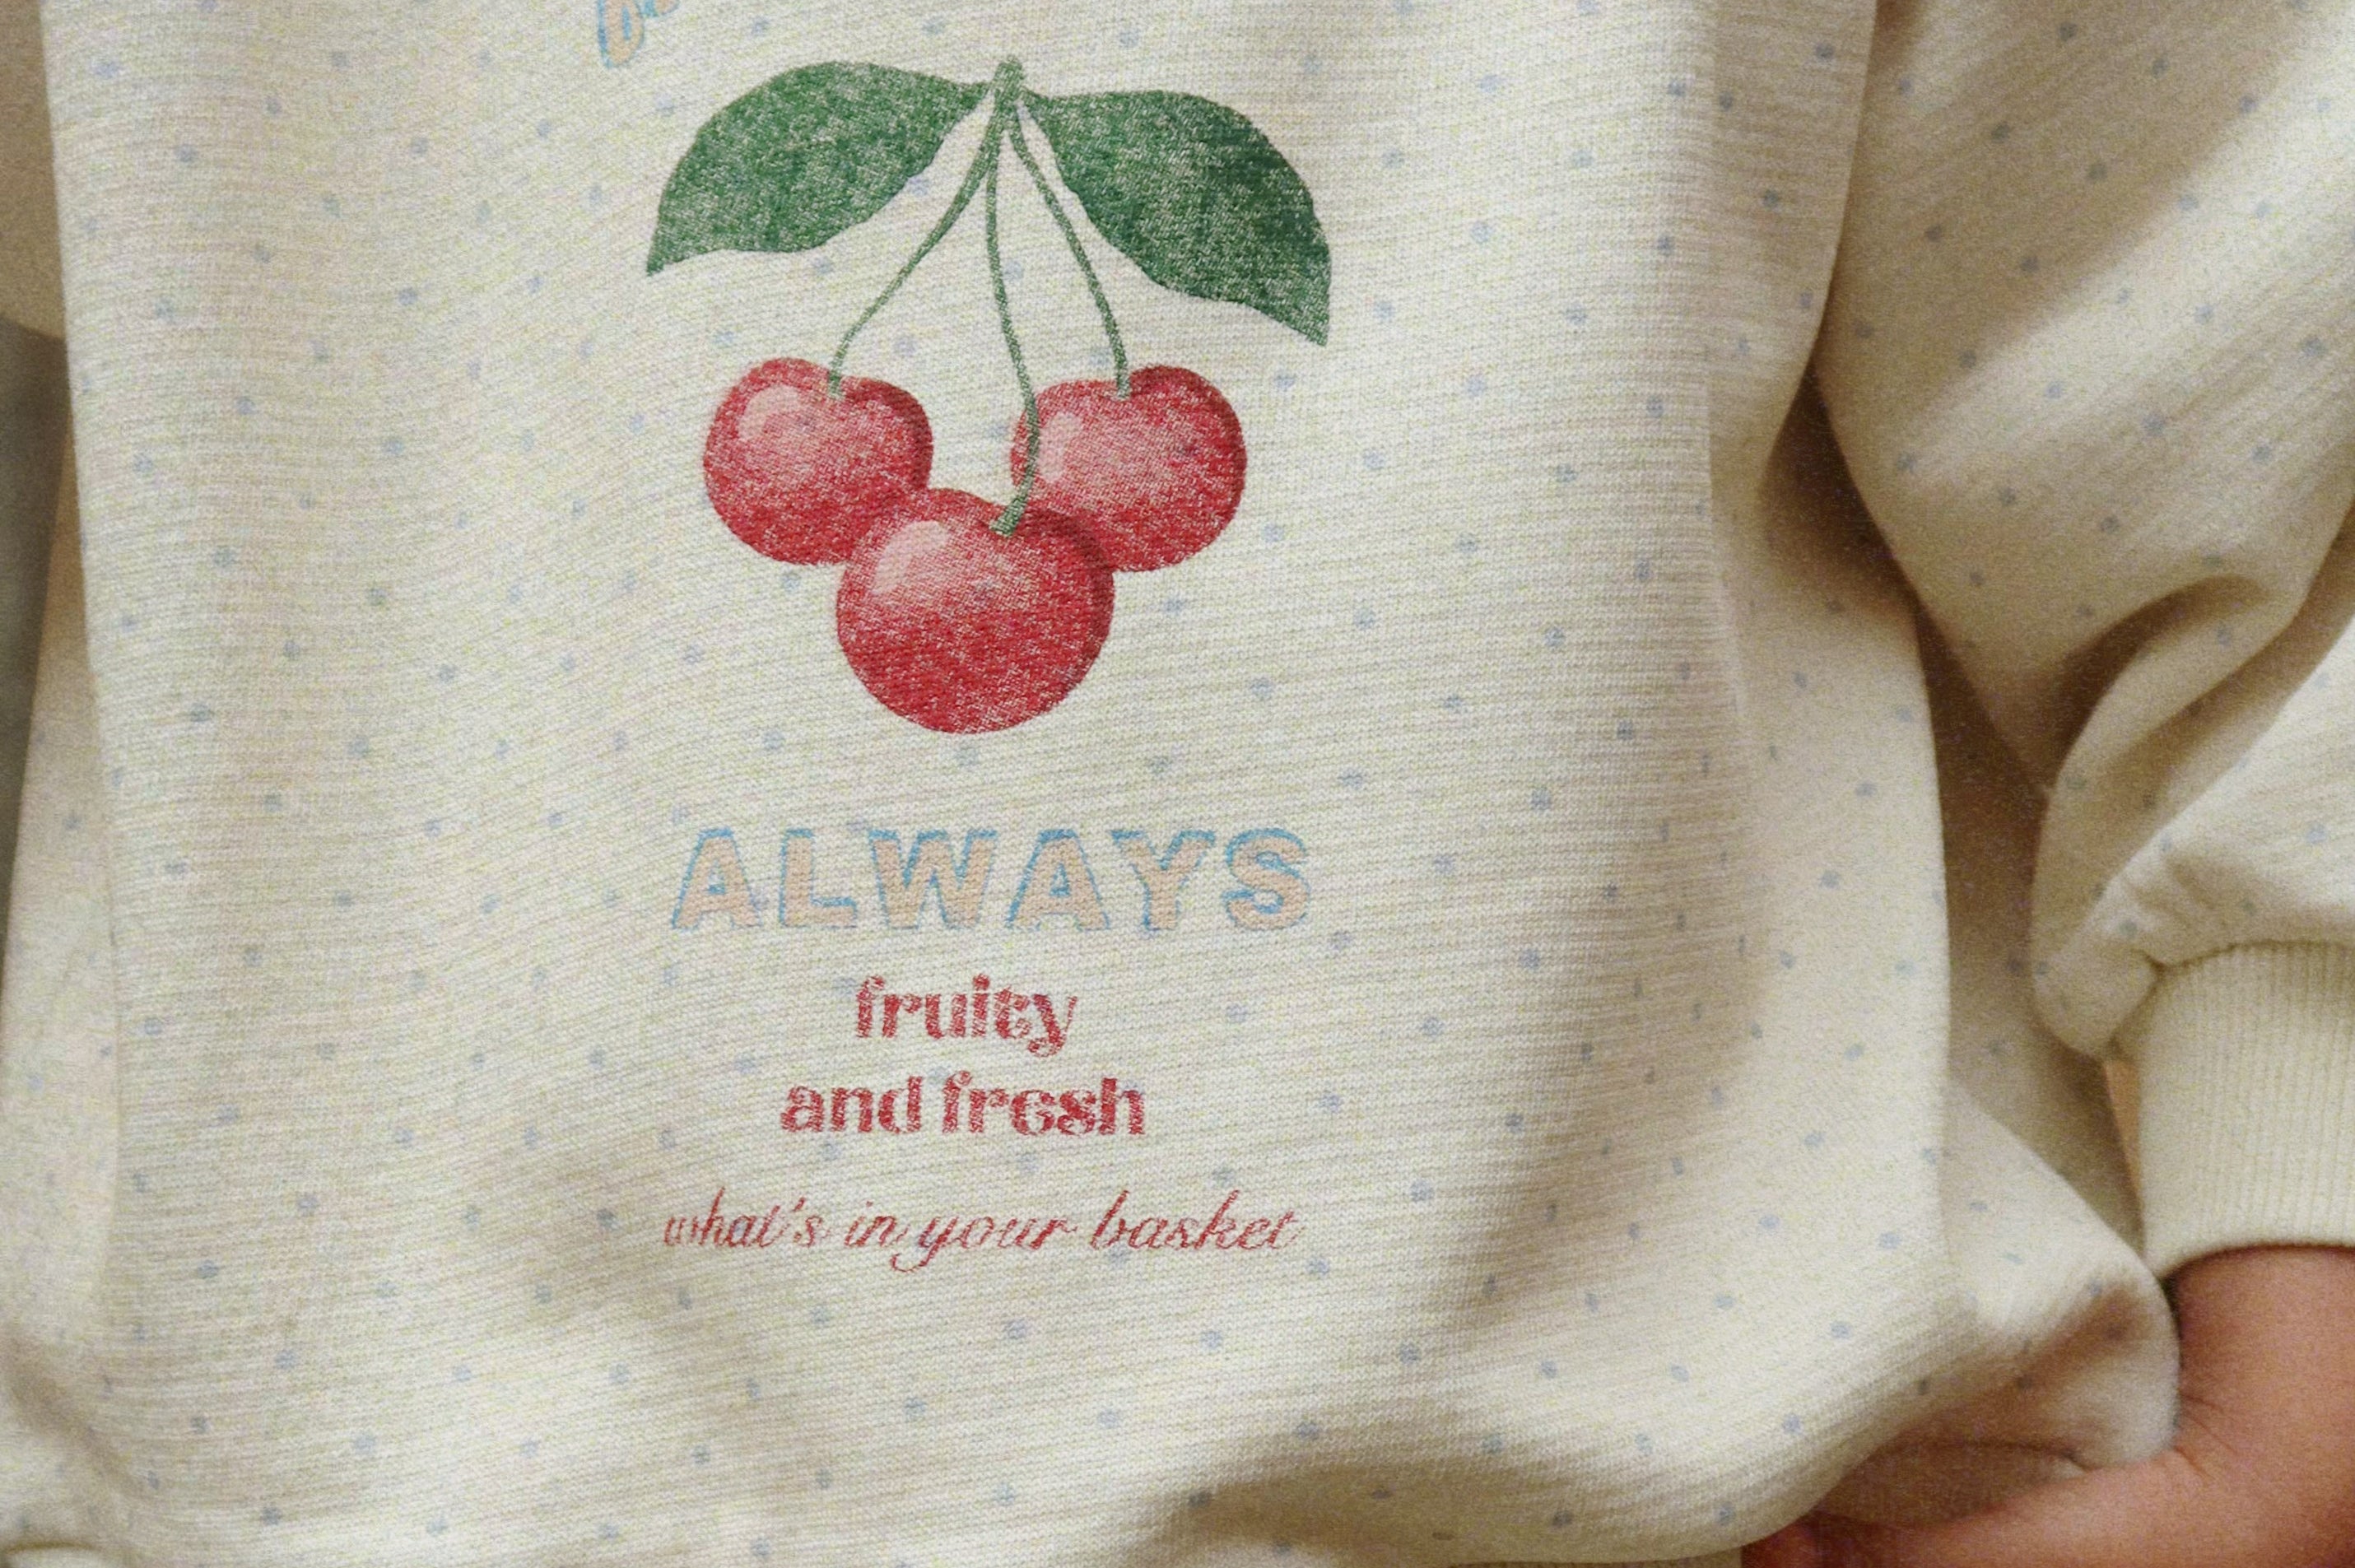 ALWAYS
fruity
and fresh
what's in your basket